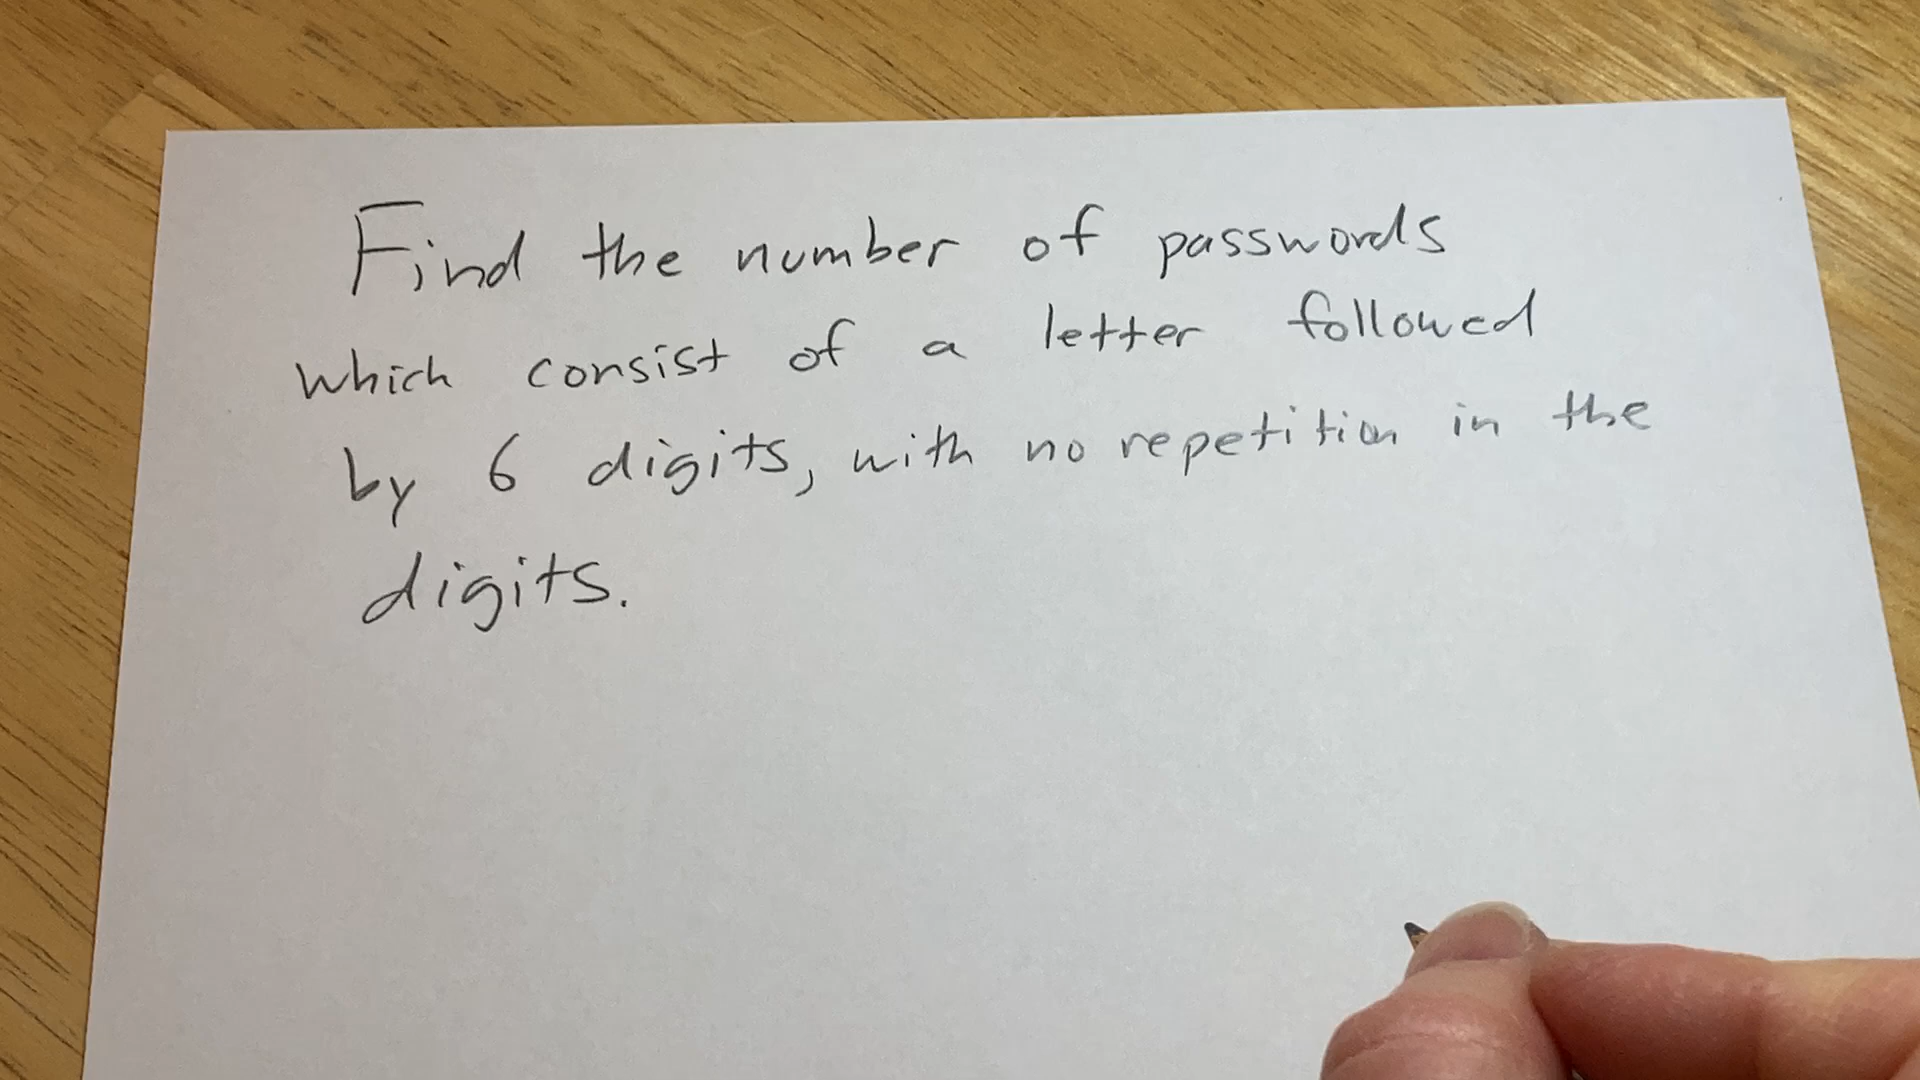 Find the number of passwords
which consist of a letter followed
by 6 digits, with no repetition in the
digits.